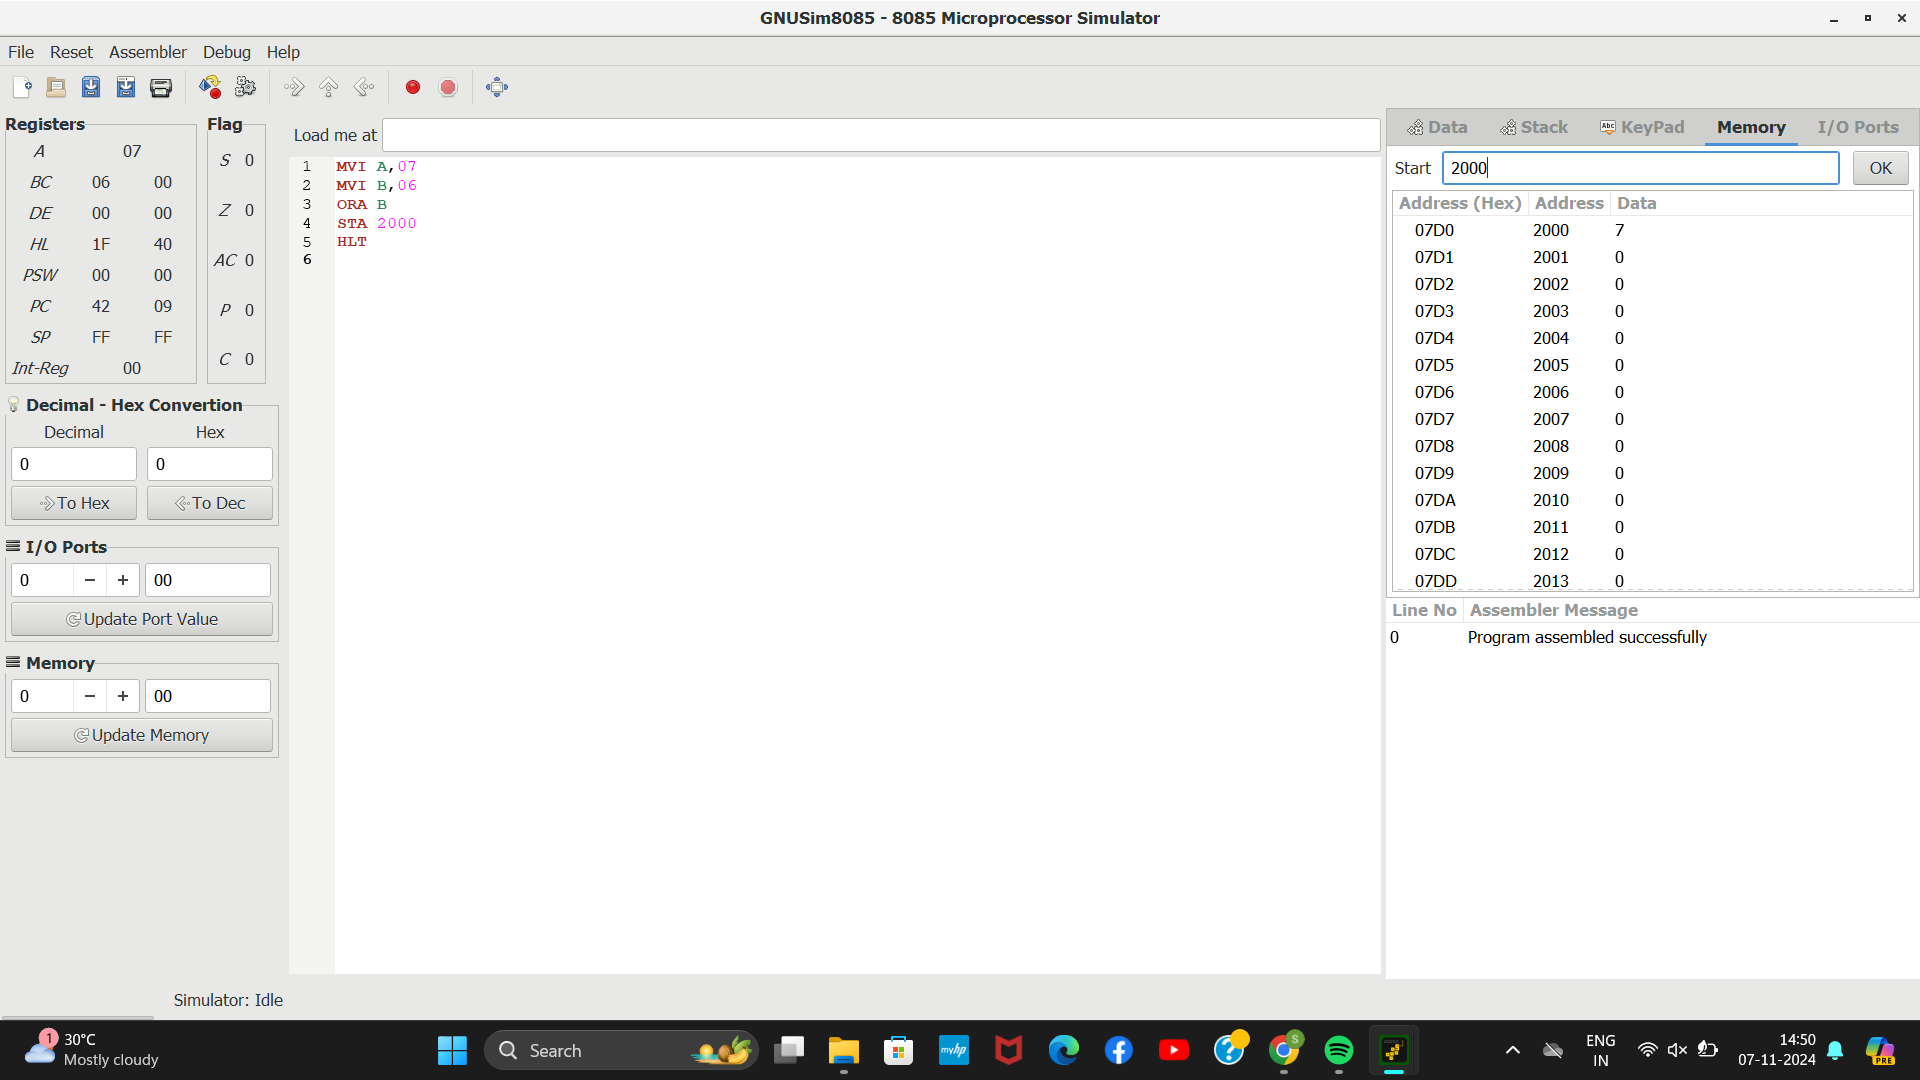 GNUSim8085 - 8085 Microprocessor Simulator
File Reset Assembler Debug Help
Registers
A 07
BC 06 00
DE 00 00
HL 1F 40
PSW 00 00
PC 42 09
SP FF FF
Int-Reg 00
Flag
S 0
Z 0
AC 0
P 0
C 0
Decimal - Hex Convertion
Decimal Hex
0 0
To Hex To Dec
I/O Ports
0 − + 00
Update Port Value
Memory
0 − + 00
Update Memory
Load me at
1 MVI A,07
2 MVI B,06
3 ORA B
4 STA 2000
5 HLT
6
Data Stack Abc KeyPad Memory I/O Ports
Start 2000 OK
Address (Hex) Address Data
07D0 2000 7
07D1 2001 0
07D2 2002 0
07D3 2003 0
07D4 2004 0
07D5 2005 0
07D6 2006 0
07D7 2007 0
07D8 2008 0
07D9 2009 0
07DA 2010 0
07DB 2011 0
07DC 2012 0
07DD 2013 0
Line No Assembler Message
0 Program assembled successfully
Simulator: Idle
1 30°C
Mostly cloudy
Search
myhp
S
ENG
IN
14:50
07-11-2024
PRE